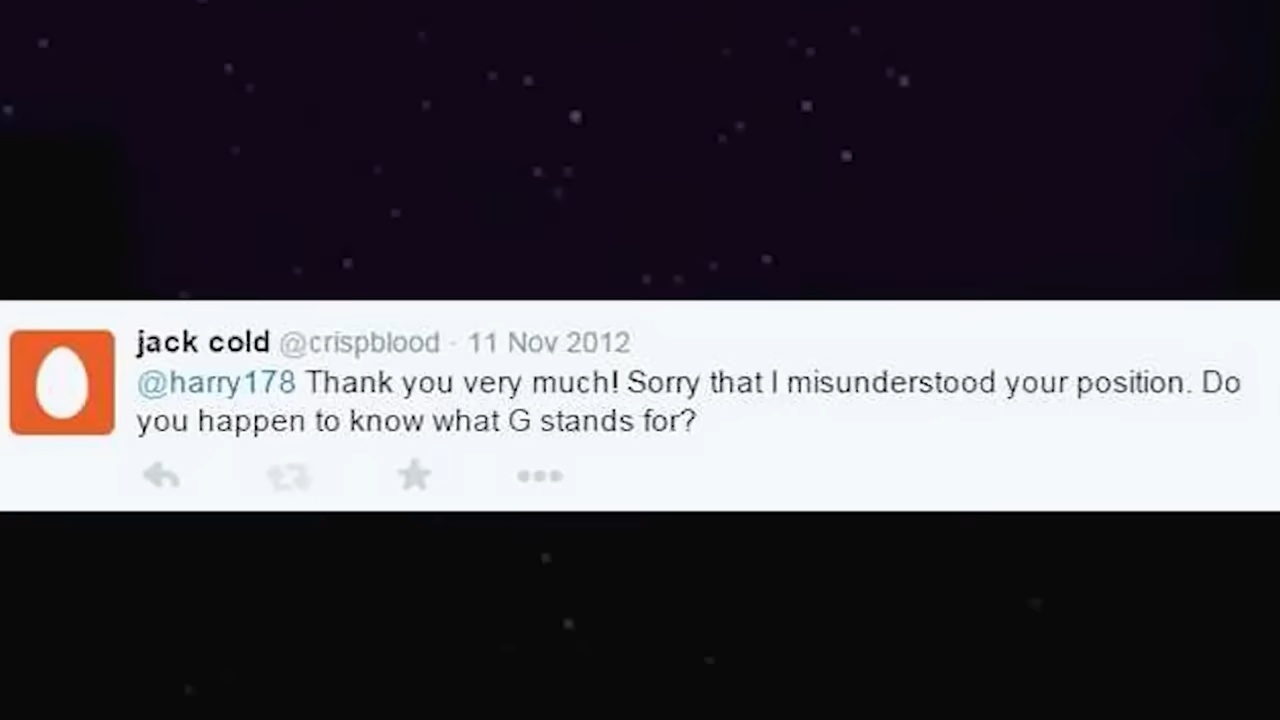 jack cold @crispblood · 11 Nov 2012
@harry178 Thank you very much! Sorry that I misunderstood your position. Do
you happen to know what G stands for?